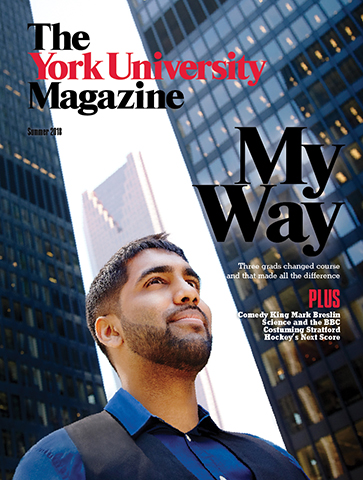 The
York University
Magazine
Summer 2018
My
Way
Three grads changed course
and that made all the difference
PLUS
Comedy King Mark Breslin
Science and the BBC
Costuming Stratford
Hockey's Next Score